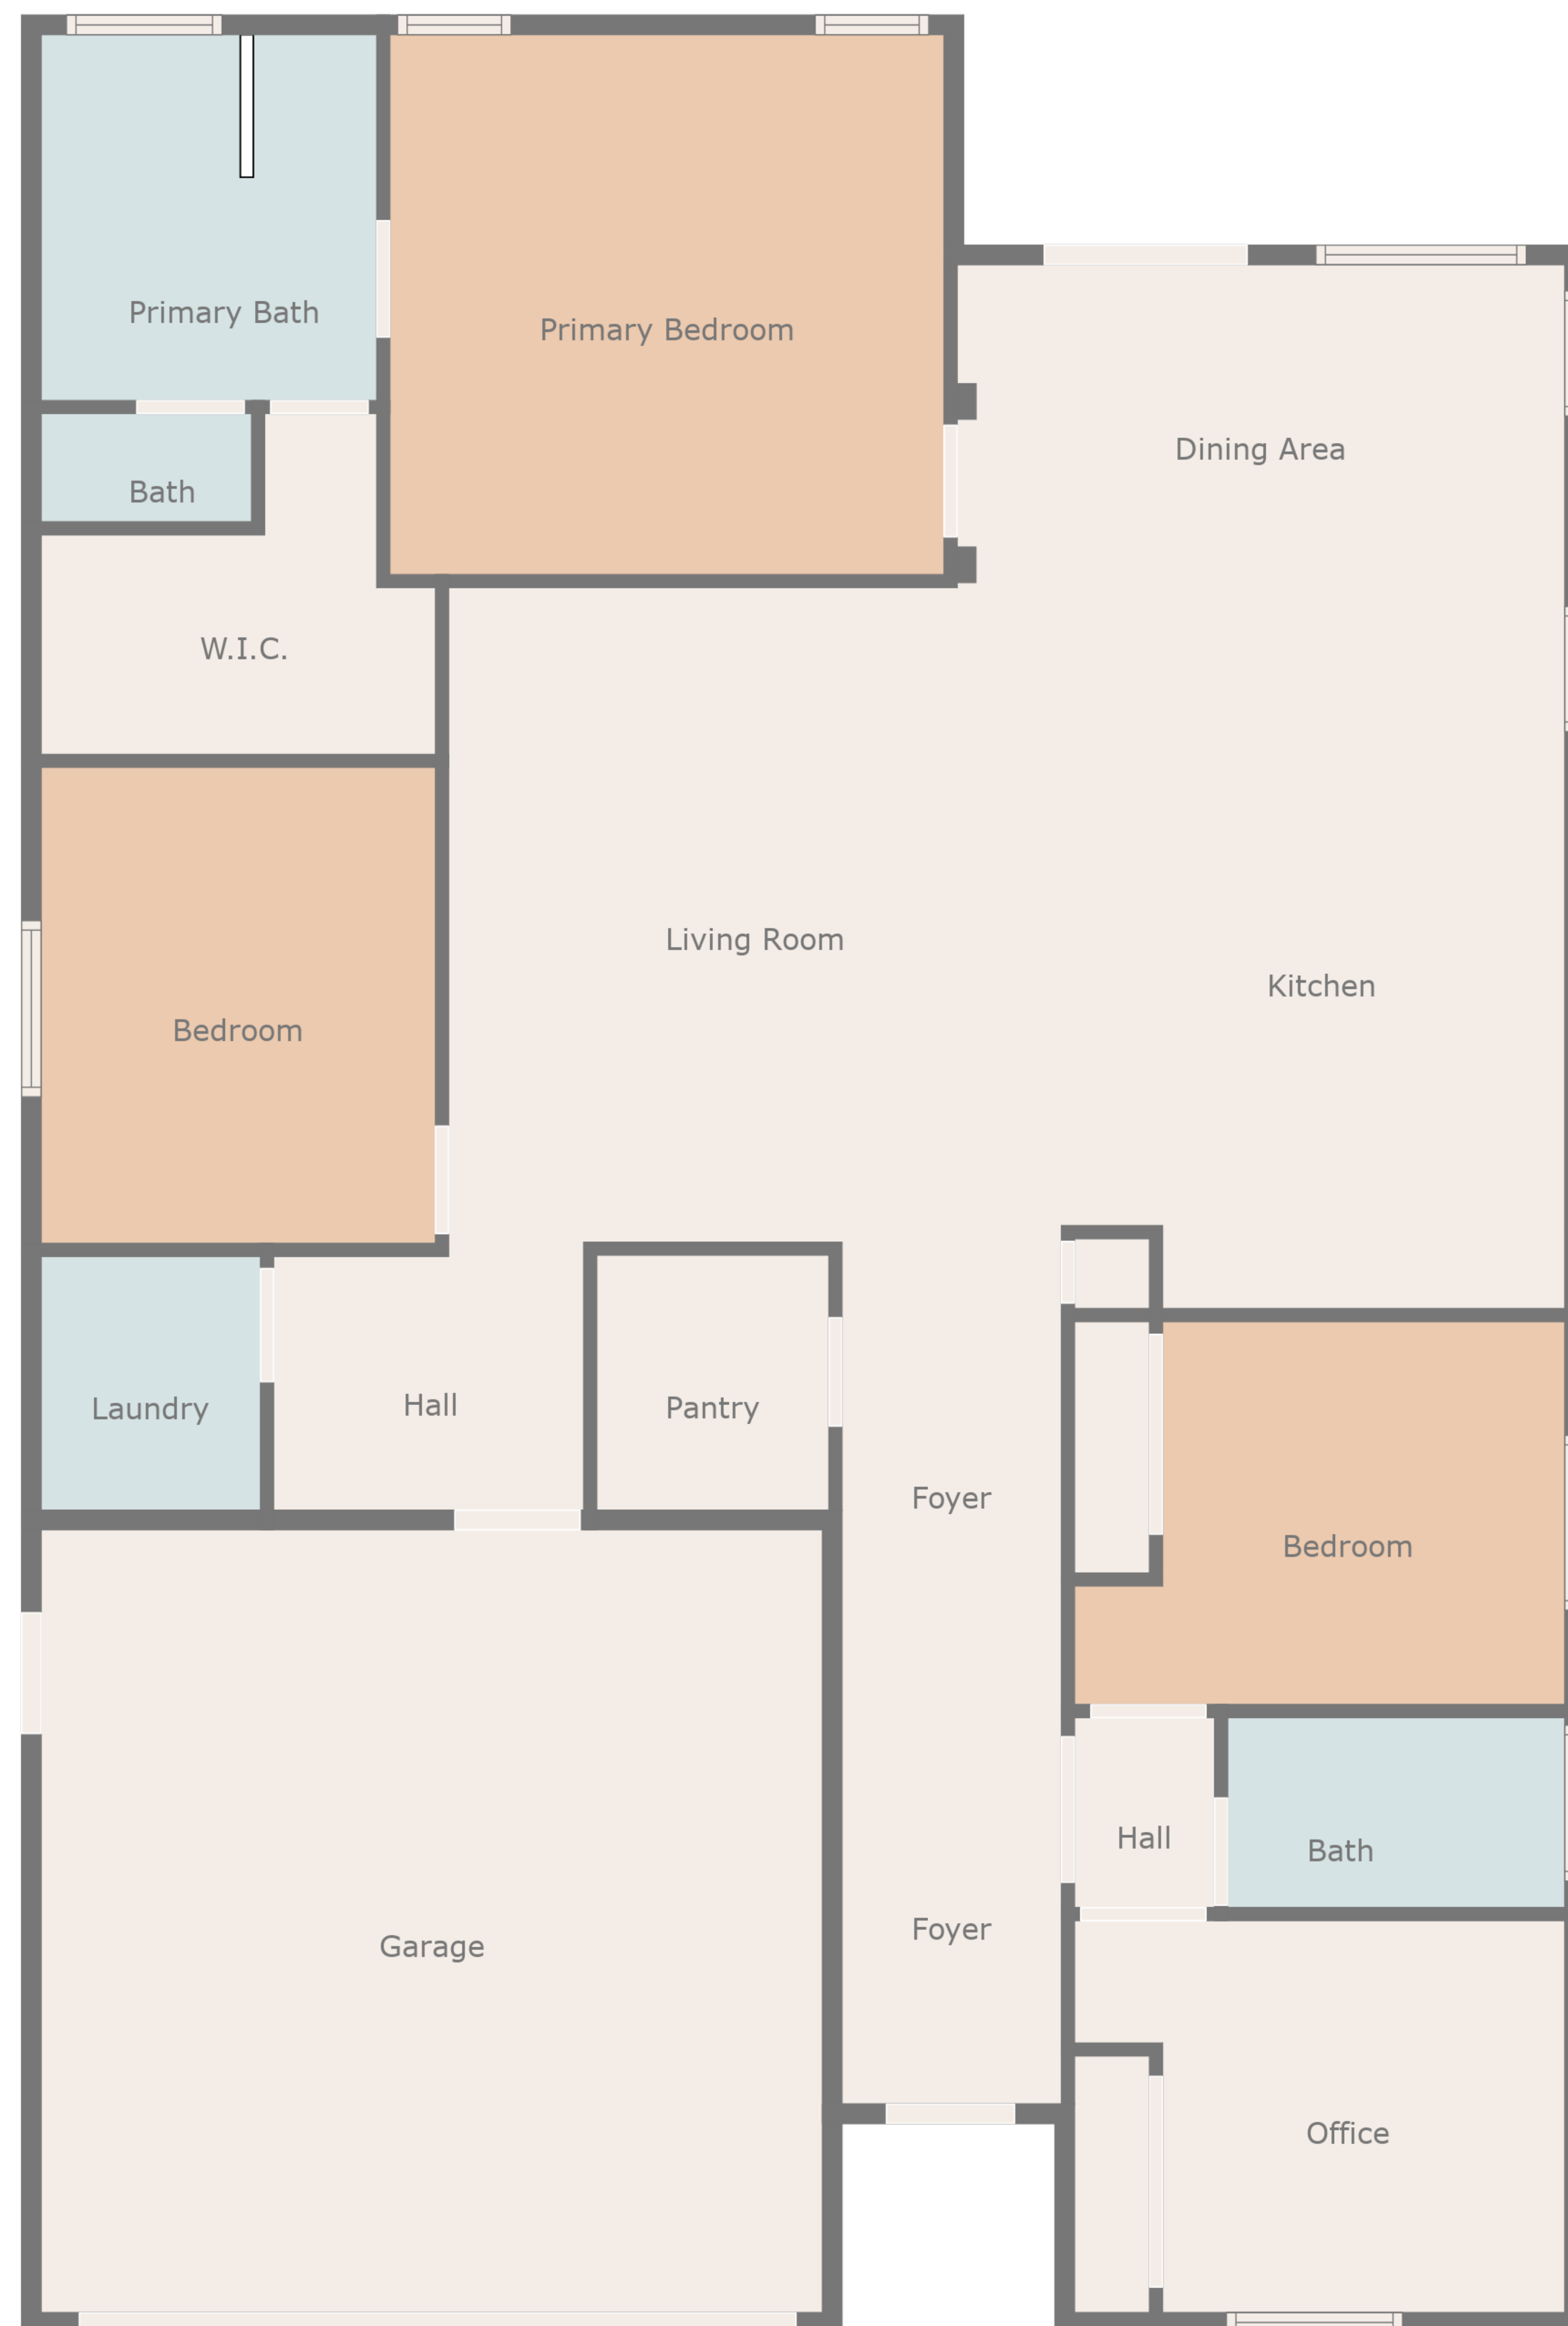 Primary Bath
Primary Bedroom
Dining Area
Bath
W.I.C.
Living Room
Kitchen
Bedroom
Laundry
Hall
Pantry
Foyer
Bedroom
Hall
Bath
Foyer
Garage
Office